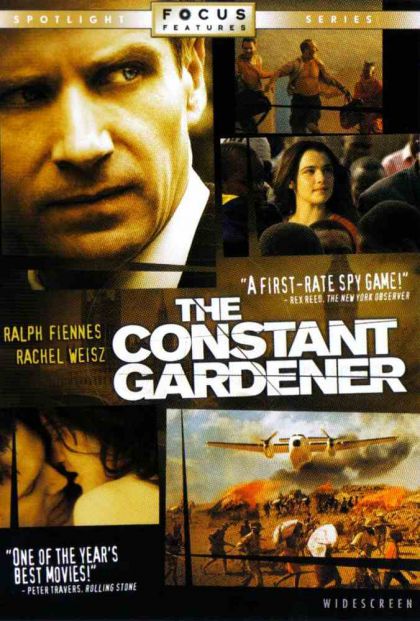 SPOTLIGHT
FOCUS
FEATURES
SERIES
"A FIRST-RATE SPY GAME!"
- REX REED, THE NEW YORK OBSERVER
RALPH FIENNES
RACHEL WEISZ
THE
CONSTANT
GARDENER
"ONE OF THE YEAR'S
BEST MOVIES!"
- PETER TRAVERS, ROLLING STONE
WIDESCREEN